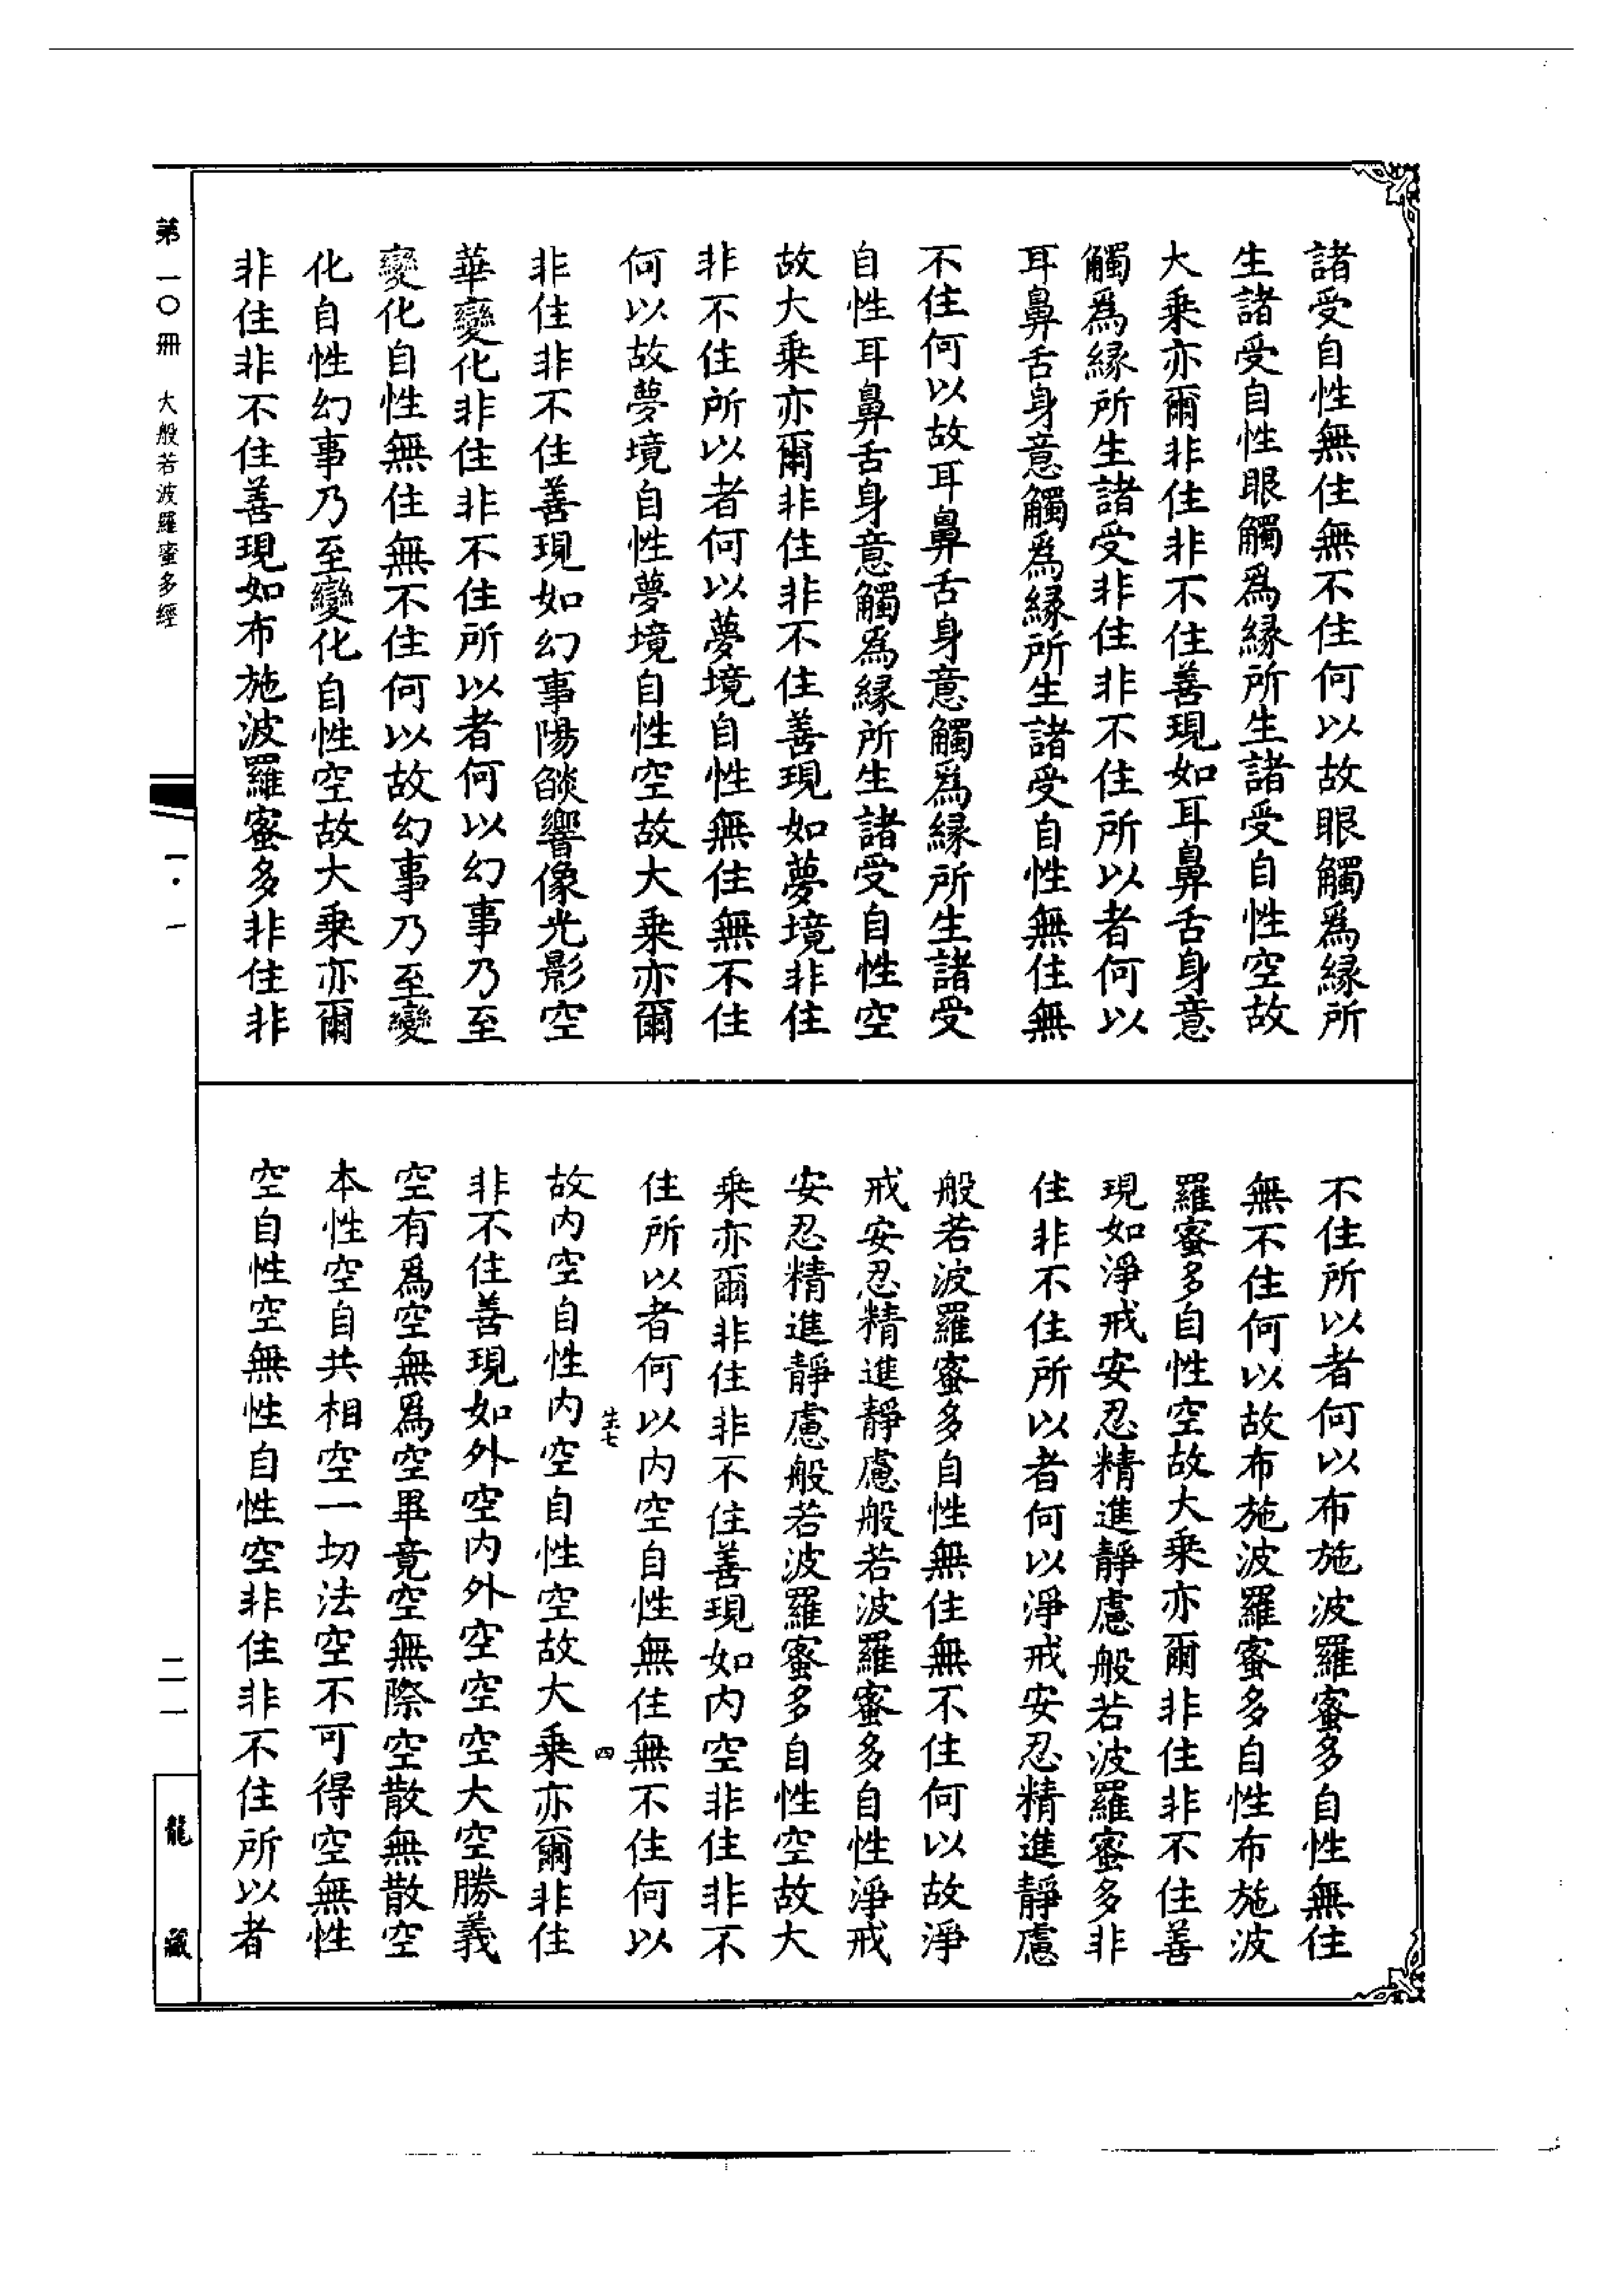 諸受自性無住無不住何以故眼觸爲緣所
生諸受自性眼觸爲緣所生諸受自性空故
大乘亦爾非住非不住善現如耳鼻舌身意
觸爲緣所生諸受非住非不住所以者何以
耳鼻舌身意觸爲緣所生諸受自性無住無
不住何以故耳鼻舌身意觸爲緣所生諸受
自性耳鼻舌身意觸爲緣所生諸受自性空
故大乘亦爾非住非不住善現如夢境非住
非不住所以者何以夢境自性無住無不住
何以故夢境自性夢境自性空故大乘亦爾
非住非不住善現如幻事陽燄響像光影空
華變化非住非不住所以者何以幻事乃至
變化自性無住無不住何以故幻事乃至變
化自性幻事乃至變化自性空故大乘亦爾
非住非不住善現如布施波羅蜜多非住非
不住所以者何以布施波羅蜜多自性無住
無不住何以故布施波羅蜜多自性布施波
羅蜜多自性空故大乘亦爾非住非不住善
現如淨戒安忍精進靜慮般若波羅蜜多非
住非不住所以者何以淨戒安忍精進靜慮
般若波羅蜜多自性無住無不住何以故淨
戒安忍精進靜慮般若波羅蜜多自性淨戒
安忍精進靜慮般若波羅蜜多自性空故大
乘亦爾非住非不住善現如內空非住非不
住所以者何以內空自性無住無不住何以
生七 四
故內空自性內空自性空故大乘亦爾非住
非不住善現如外空內外空空空大空勝義
空有爲空無爲空畢竟空無際空散無散空
本性空自共相空一切法空不可得空無性
空自性空無性自性空非住非不住所以者
第一〇冊 大般若波羅蜜多經 一·一 二一 龍藏